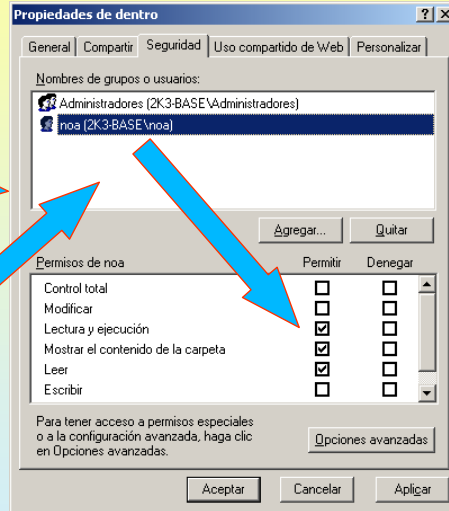 Propiedades de dentro
General Compartir Seguridad Uso compartido de Web Personalizar
Nombres de grupos o usuarios:
Administradores (2K3-BASE\Administradores)
noa (2K3-BASE\noa)
Agregar... Quitar
Permisos de noa Permitir Denegar
Control total
Modificar
Lectura y ejecución
Mostrar el contenido de la carpeta
Leer
Escribir
Para tener acceso a permisos especiales
o a la configuración avanzada, haga clic
en Opciones avanzadas.
Opciones avanzadas
Aceptar Cancelar Aplicar